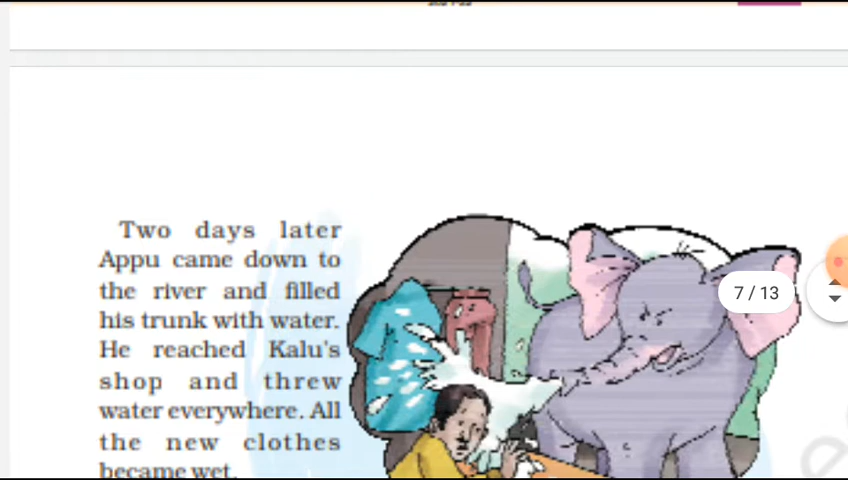 Two days later
Appu came down to
the river and filled
his trunk with water.
He reached Kalu's
shop and threw
water everywhere. All
the new clothes
became wet.
7 / 13